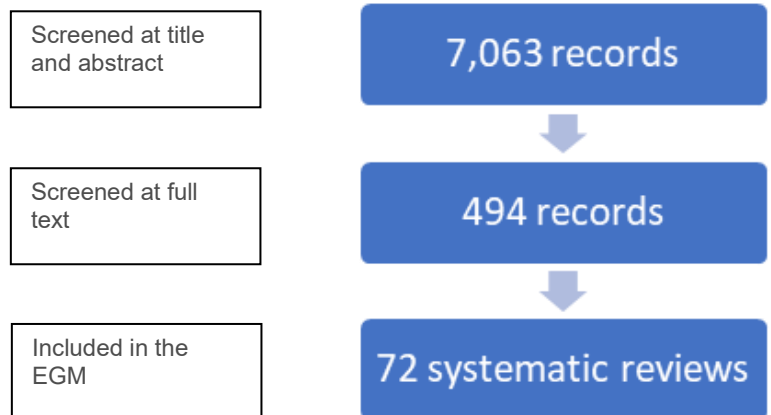 Screened at title
and abstract
7,063 records
Screened at full
text
494 records
Included in the
EGM
72 systematic reviews